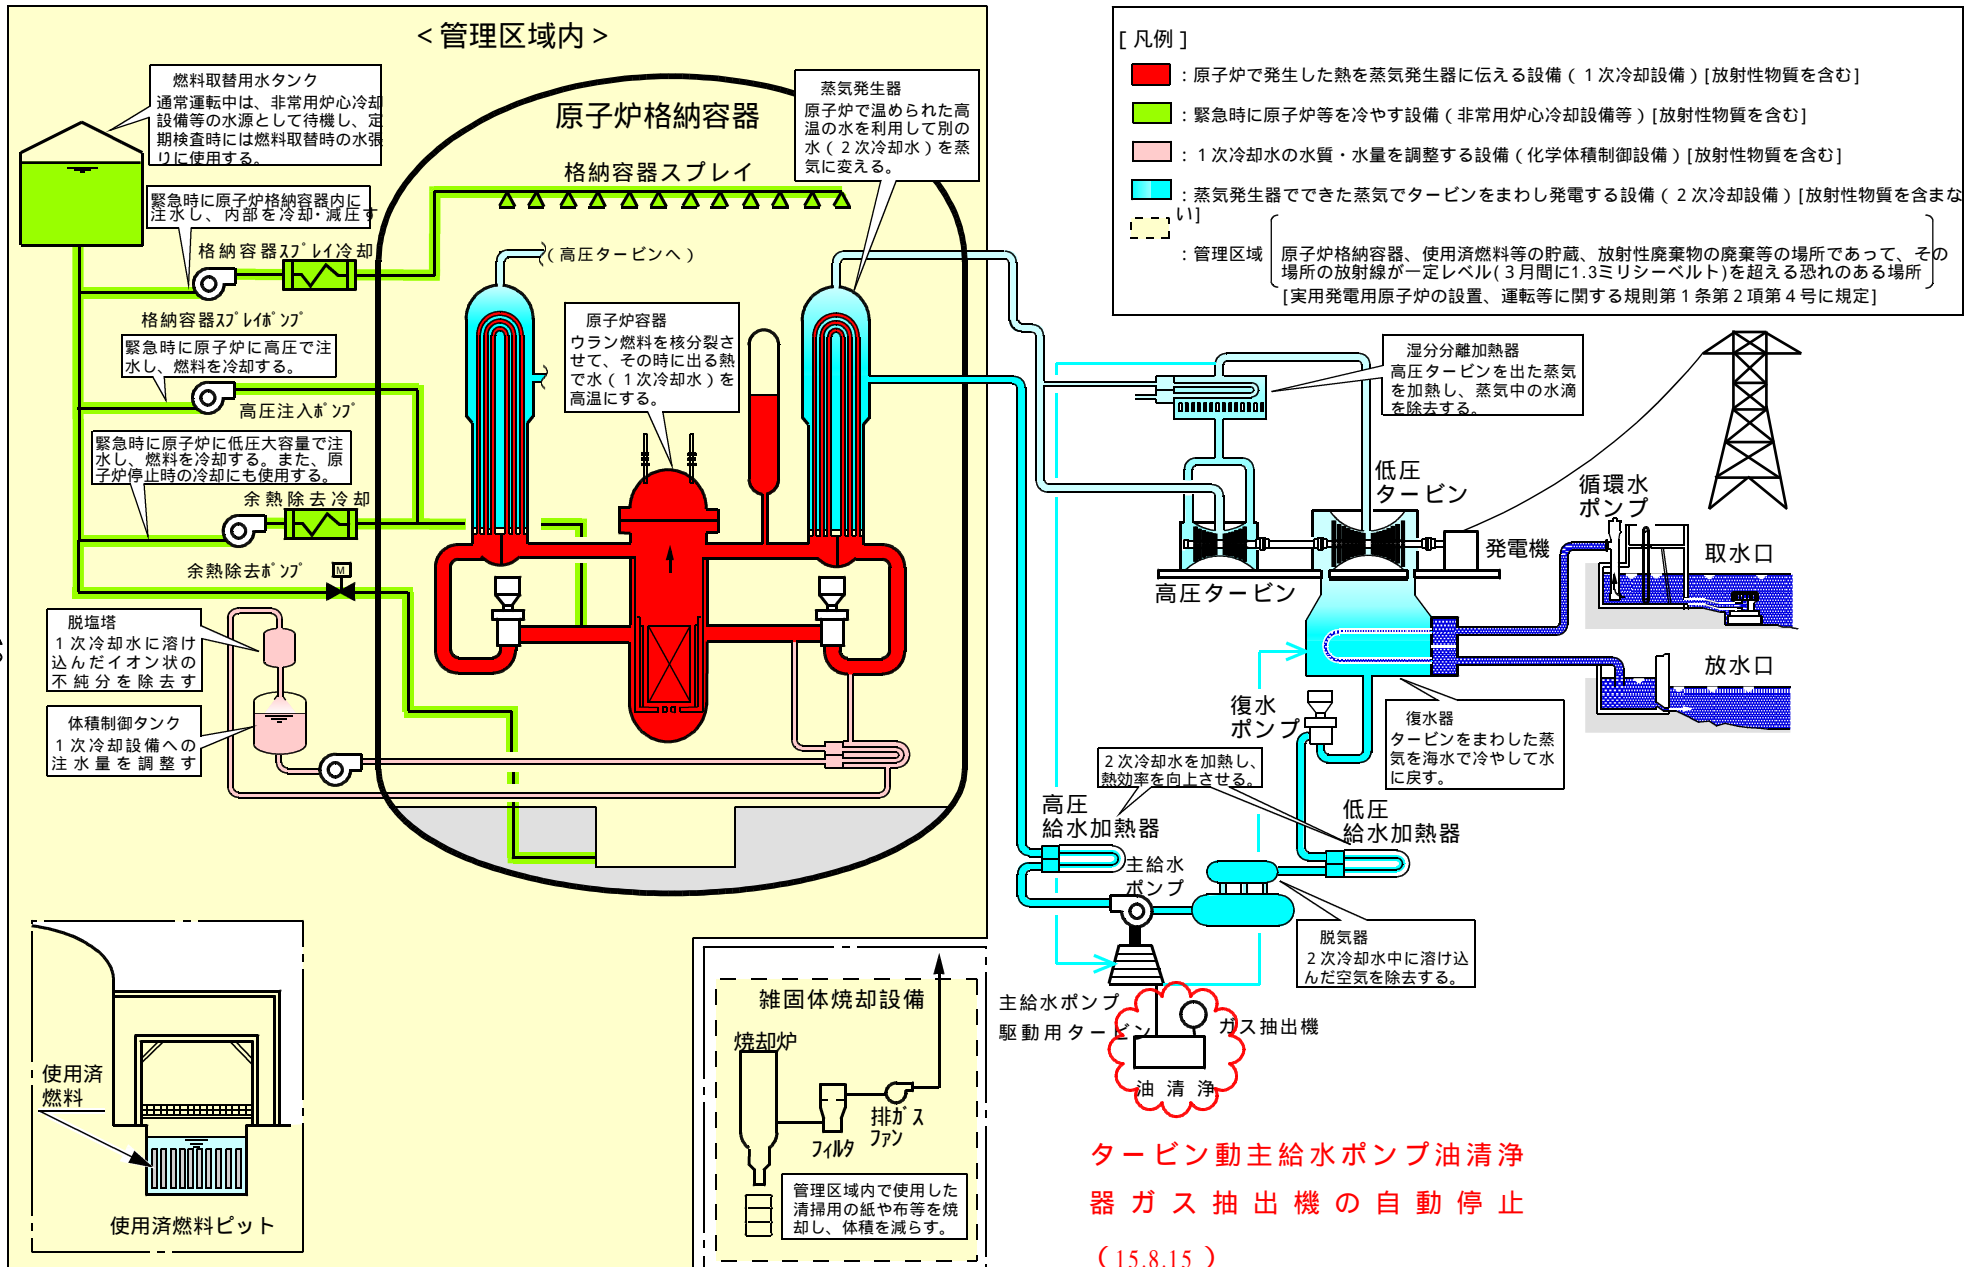 ＜管理区域内＞
燃料取替用水タンク
通常運転中は、非常用炉心冷却
設備等の水源として待機し、定
期検査時には燃料取替時の水張
りに使用する。
緊急時に原子炉格納容器内に
注水し、内部を冷却・減圧す
格納容器ｽﾌﾟﾚｲ冷却
格納容器ｽﾌﾟﾚｲﾎﾟﾝﾌﾟ
緊急時に原子炉に高圧で注
水し、燃料を冷却する。
高圧注入ﾎﾟﾝﾌﾟ
緊急時に原子炉に低圧大容量で注
水し、燃料を冷却する。また、原
子炉停止時の冷却にも使用する。
余熱除去冷却
余熱除去ﾎﾟﾝﾌﾟ
M
脱塩塔
１次冷却水に溶け
込んだイオン状の
不純分を除去す
体積制御タンク
１次冷却設備への
注水量を調整す
原子炉格納容器
格納容器スプレイ
（高圧タービンへ）
蒸気発生器
原子炉で温められた高
温の水を利用して別の
水（２次冷却水）を蒸
気に変える。
原子炉容器
ウラン燃料を核分裂さ
せて、その時に出る熱
で水（１次冷却水）を
高温にする。
使用済
燃料
使用済燃料ピット
雑固体焼却設備
焼却炉
フィルタ
排ｶﾞｽ
ﾌｧﾝ
管理区域内で使用した
清掃用の紙や布等を焼
却し、体積を減らす。
[ 凡例 ]
：原子炉で発生した熱を蒸気発生器に伝える設備（１次冷却設備）[放射性物質を含む]
：緊急時に原子炉等を冷やす設備（非常用炉心冷却設備等）[放射性物質を含む]
：１次冷却水の水質・水量を調整する設備（化学体積制御設備）[放射性物質を含む]
：蒸気発生器でできた蒸気でタービンをまわし発電する設備（２次冷却設備）[放射性物質を含まな
い]
：管理区域
原子炉格納容器、使用済燃料等の貯蔵、放射性廃棄物の廃棄等の場所であって、その
場所の放射線が一定レベル(３月間に1.3ミリシーベルト)を超える恐れのある場所
[実用発電用原子炉の設置、運転等に関する規則第１条第２項第４号に規定]
湿分分離加熱器
高圧タービンを出た蒸気
を加熱し、蒸気中の水滴
を除去する。
低圧
タービン
高圧タービン
発電機
循環水
ポンプ
取水口
放水口
復水
ポンプ
復水器
タービンをまわした蒸
気を海水で冷やして水
に戻す。
２次冷却水を加熱し、
熱効率を向上させる。
高圧
給水加熱器
低圧
給水加熱器
主給水
ポンプ
脱気器
２次冷却水中に溶け込
んだ空気を除去する。
主給水ポンプ
駆動用タービン
ガス抽出機
油清浄
タービン動主給水ポンプ油清浄
器ガス抽出機の自動停止
（15.8.15）